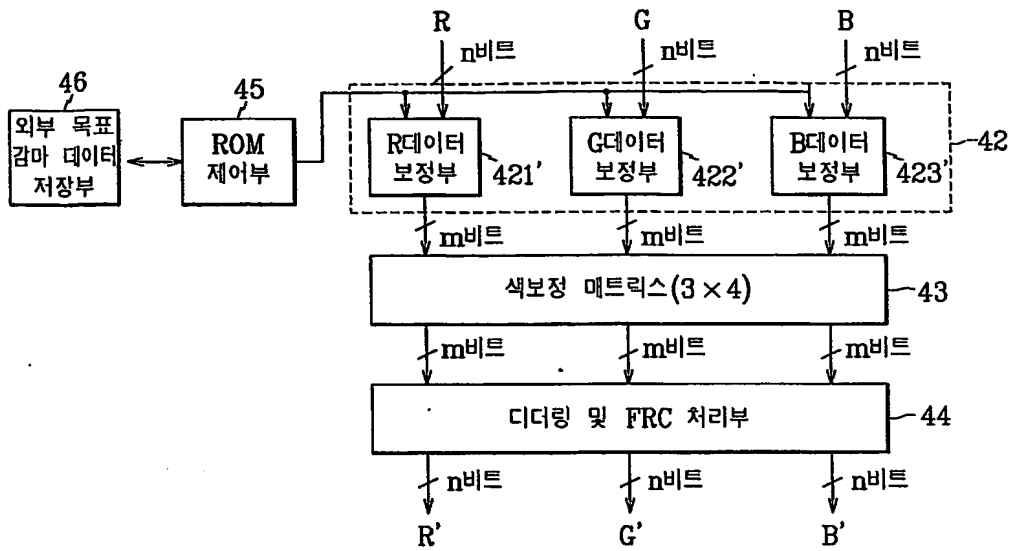 R G B
n비트 n비트 n비트
46 45
외부 목표
감마 데이터
저장부
ROM
제어부
R데이터
보정부
G데이터
보정부
B데이터
보정부
421' 422' 423' 42
m비트 m비트 m비트
색보정 매트릭스(3×4) 43
m비트 m비트 m비트
디더링 및 FRC 처리부 44
n비트 n비트 n비트
R' G' B'